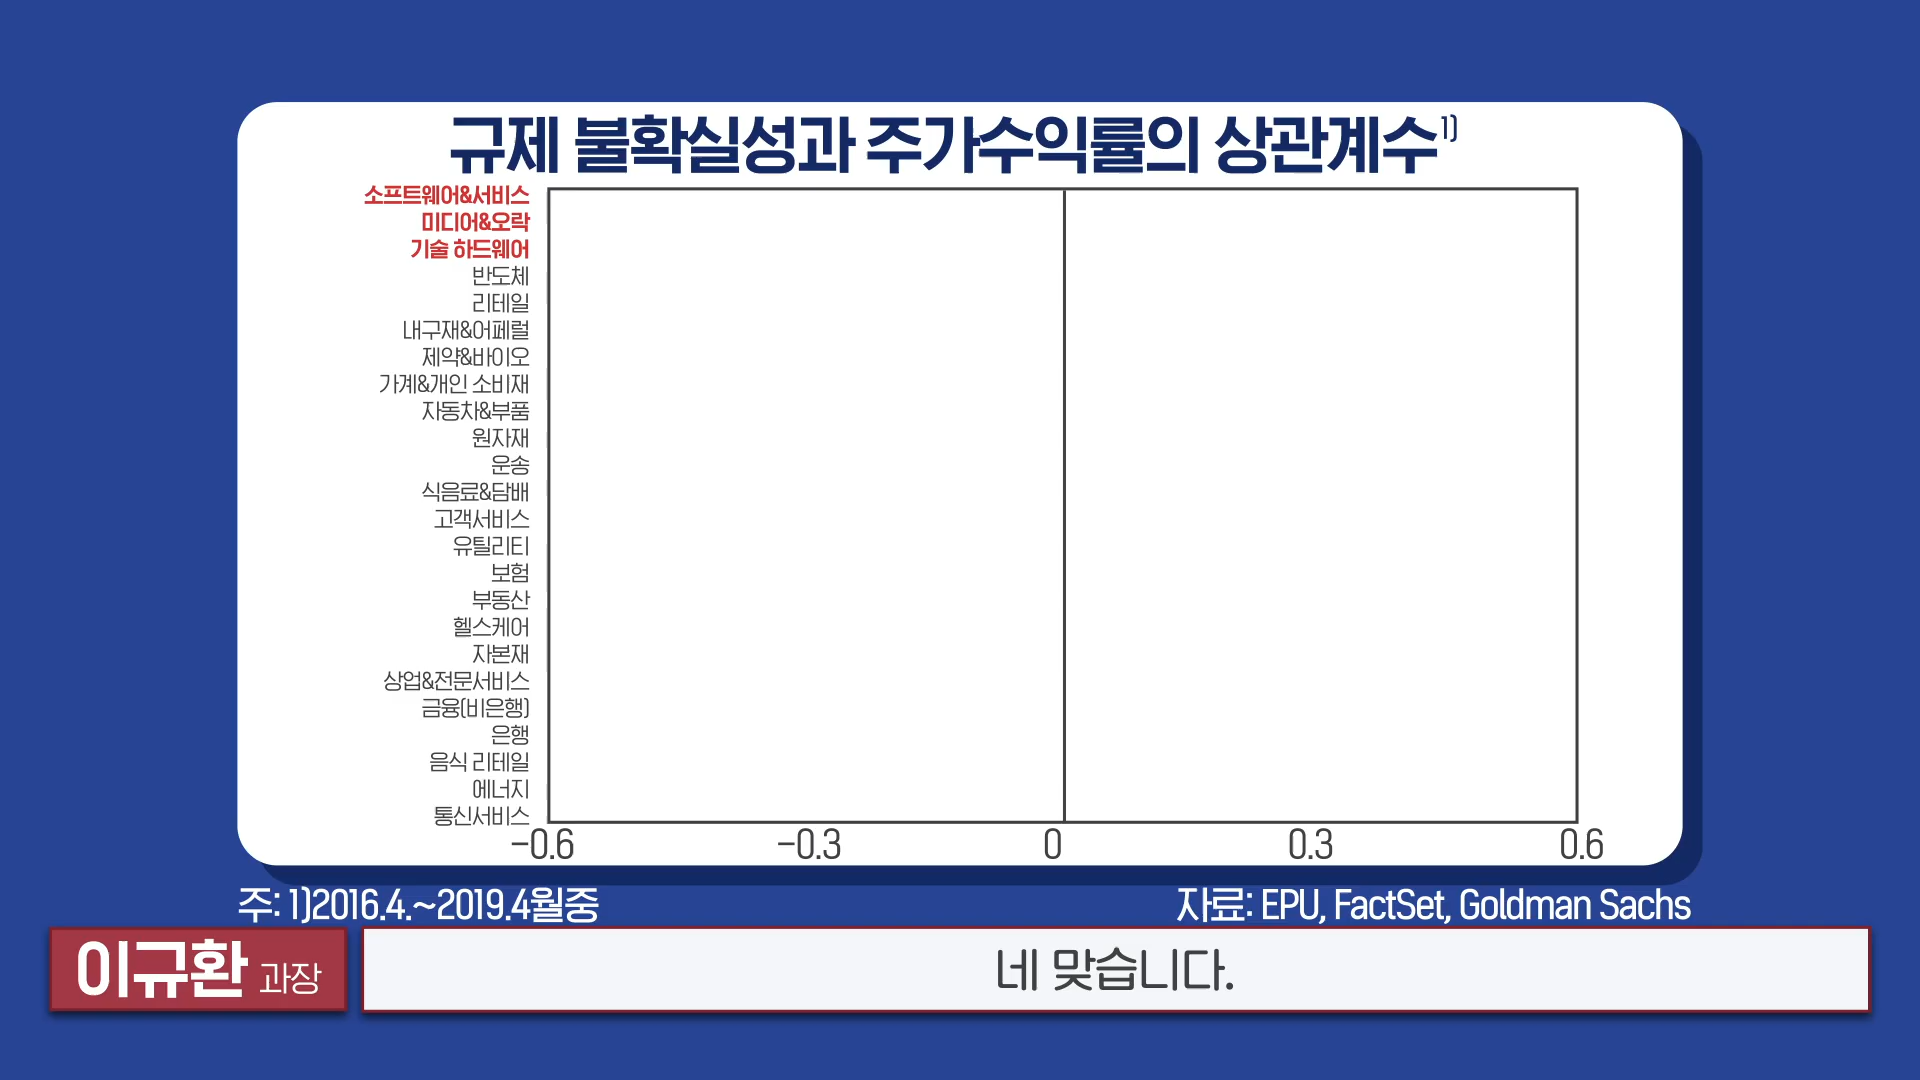 규제 불확실성과 주가수익률의 상관계수1)
소프트웨어&서비스
미디어&오락
기술 하드웨어
반도체
리테일
내구재&어페럴
제약&바이오
가계&개인 소비재
자동차&부품
원자재
운송
식음료&담배
고객서비스
유틸리티
보험
부동산
헬스케어
자본재
상업&전문서비스
금융(비은행)
은행
음식 리테일
에너지
통신서비스
-0.6 -0.3 0 0.3 0.6
주: 1)2016.4.~2019.4월중
자료: EPU, FactSet, Goldman Sachs
이규환 과장
네 맞습니다.